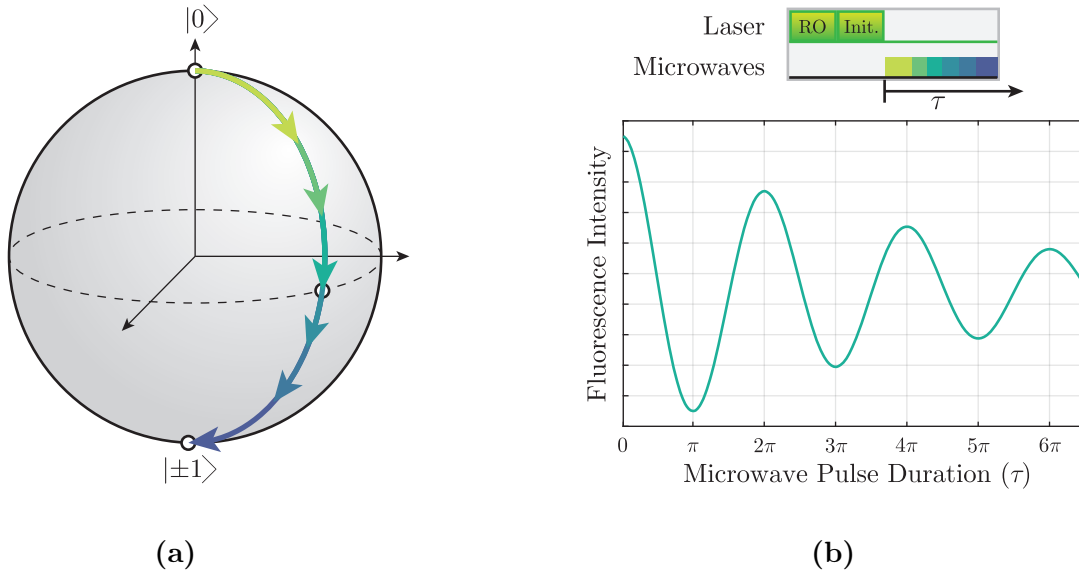 |0⟩
|±1⟩
(a)
Laser
RO Init.
Microwaves
τ
Fluorescence Intensity
0 π 2π 3π 4π 5π 6π
Microwave Pulse Duration (τ)
(b)